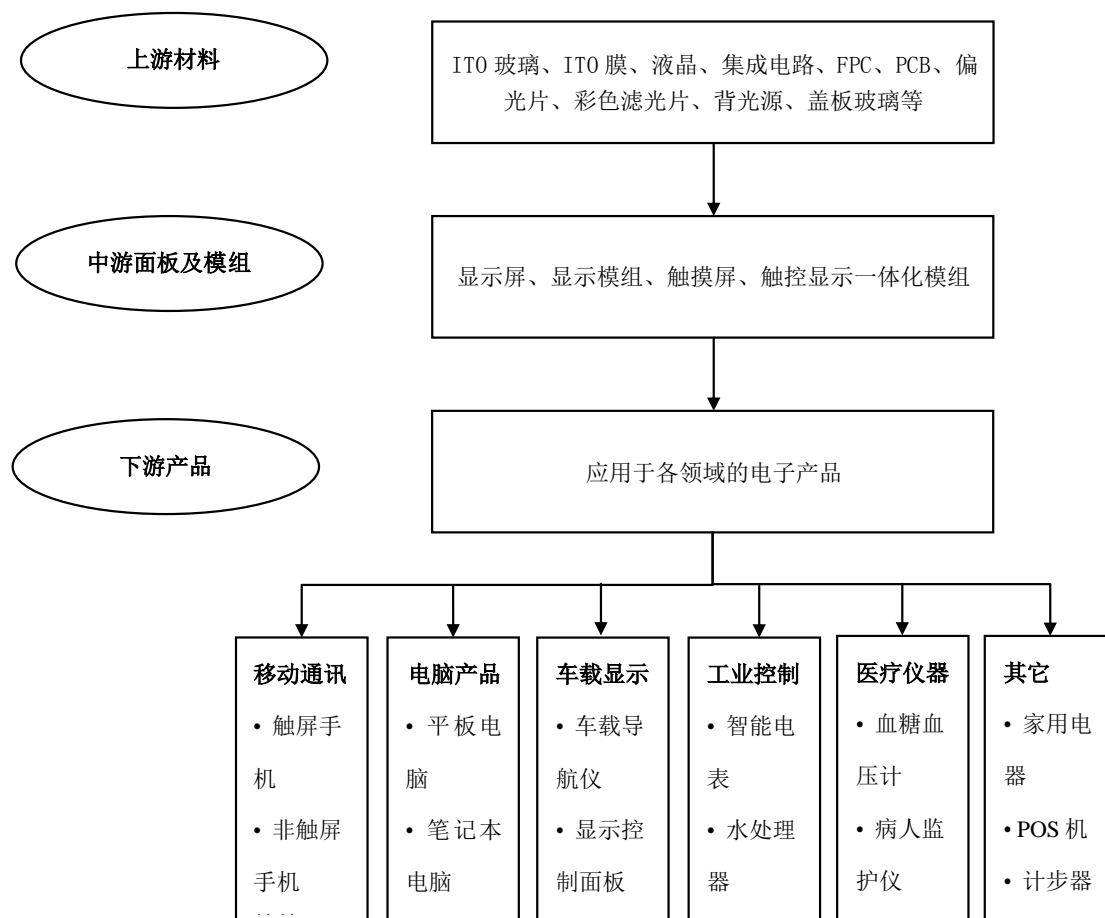 上游材料
ITO 玻璃、ITO 膜、液晶、集成电路、FPC、PCB、偏
光片、彩色滤光片、背光源、盖板玻璃等
中游面板及模组
显示屏、显示模组、触摸屏、触控显示一体化模组
下游产品
应用于各领域的电子产品
移动通讯
• 触屏手
机
• 非触屏
手机
电脑产品
• 平板电
脑
• 笔记本
电脑
车载显示
• 车载导
航仪
• 显示控
制面板
工业控制
• 智能电
表
• 水处理
器
医疗仪器
• 血糖血
压计
• 病人监
护仪
其它
• 家用电
器
• POS 机
• 计步器